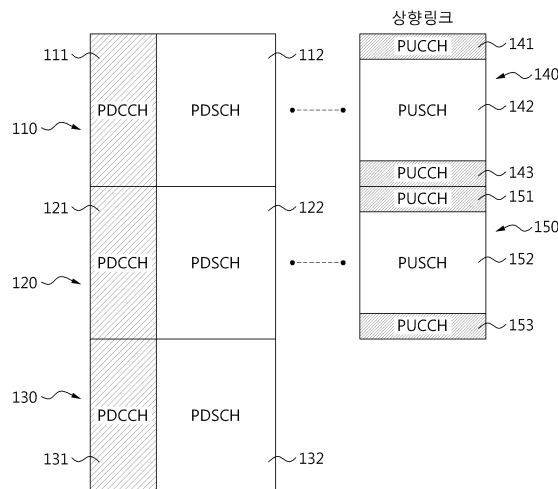 상향링크
111
112
PUCCH
141
140
PDCCH
PDSCH
PUSCH
142
110
PUCCH
143
121
122
PUCCH
151
150
PDCCH
PDSCH
PUSCH
152
120
PUCCH
153
130
PDCCH
PDSCH
131
132